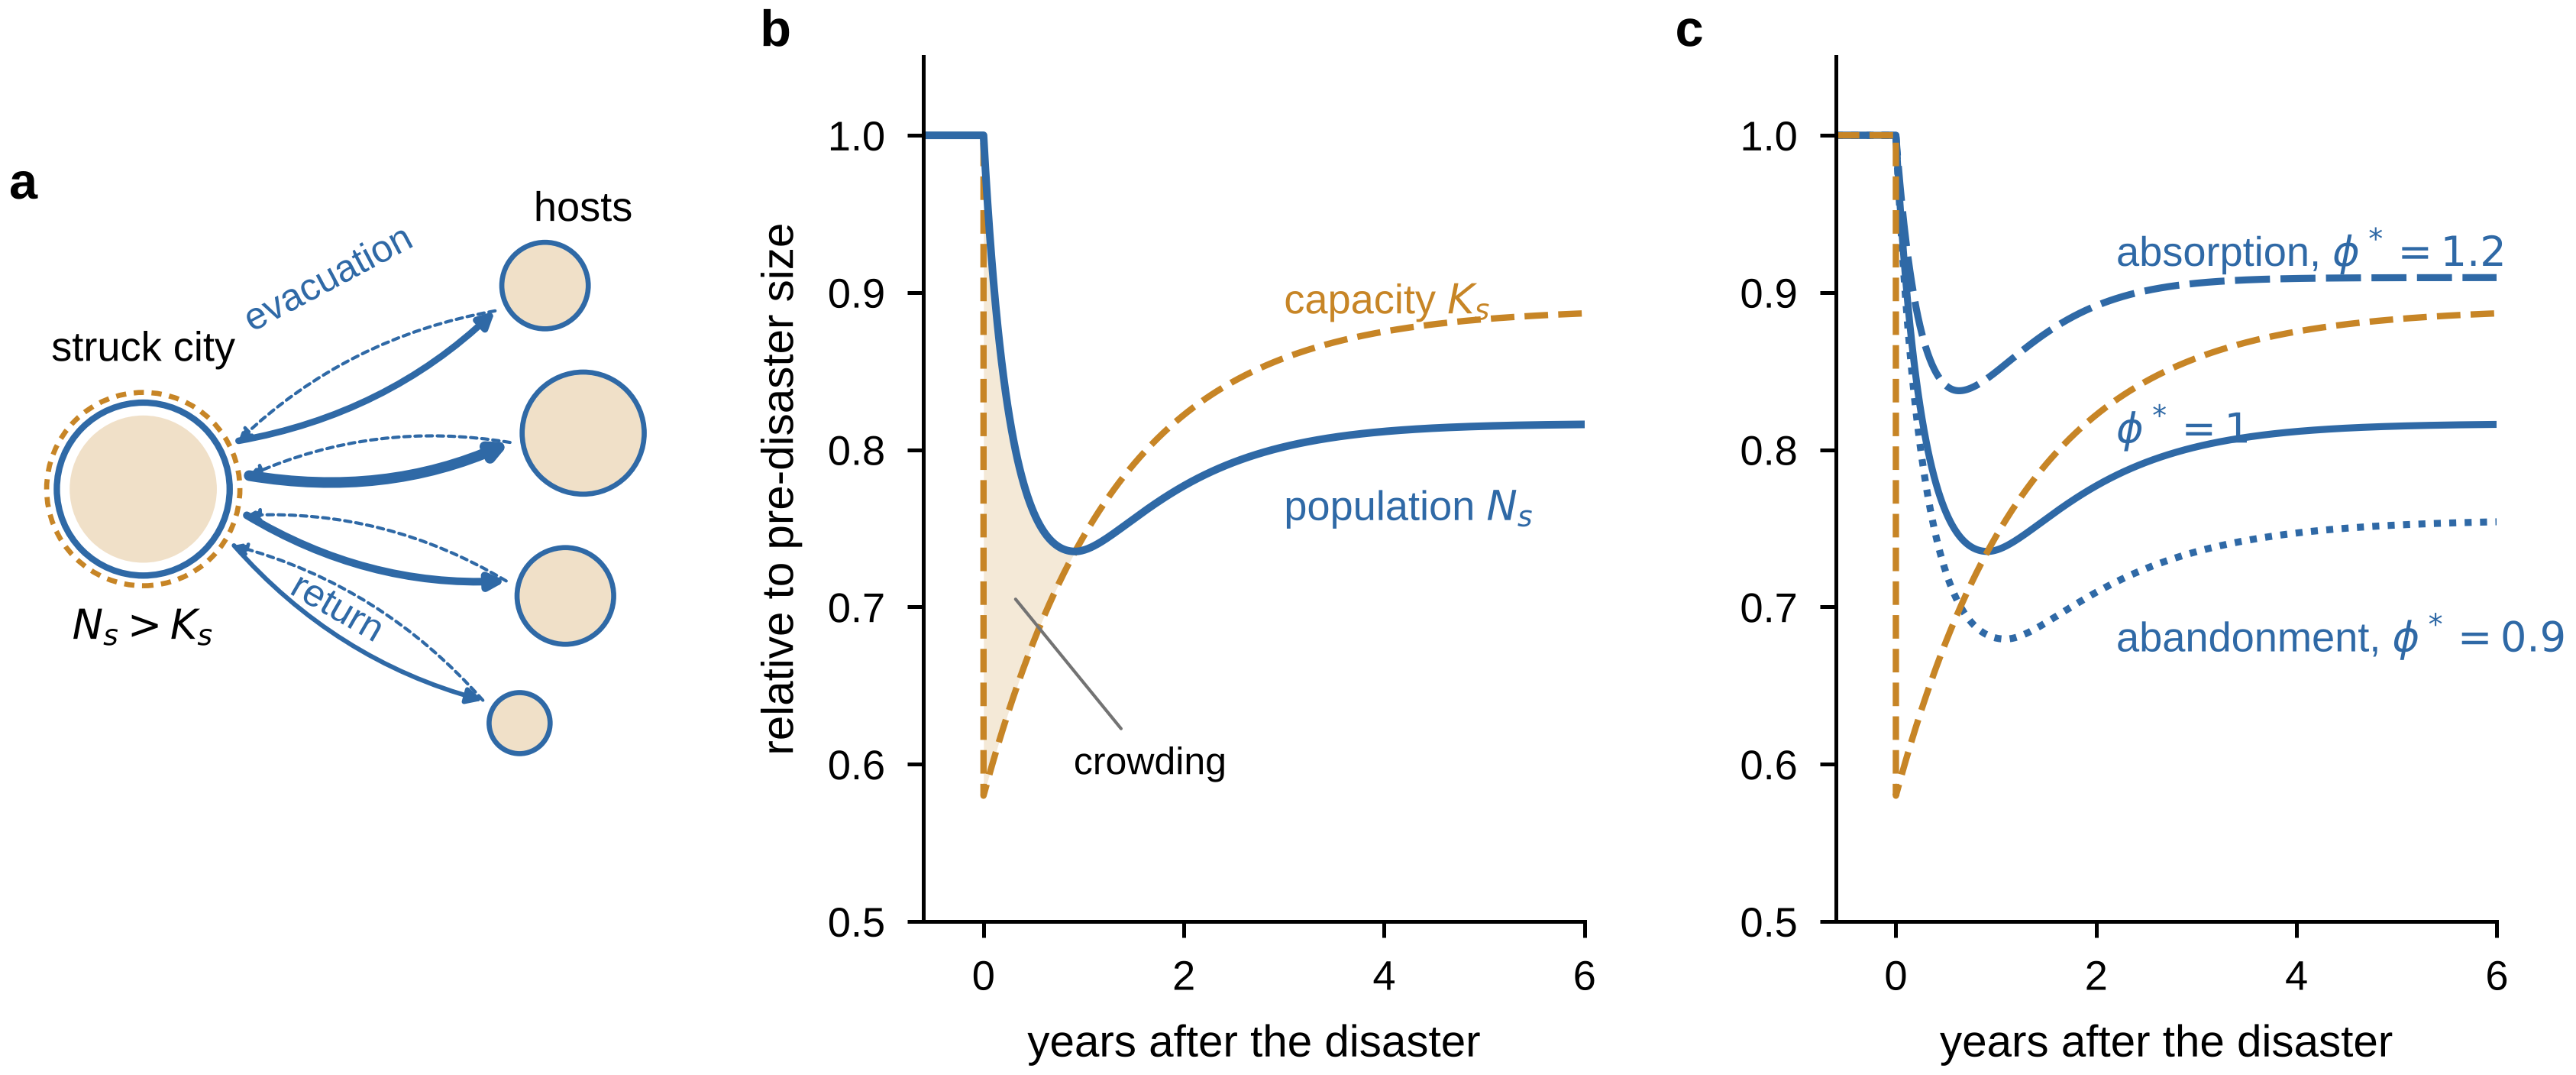 a
hosts
evacuation
struck city
return
N_s > K_s
b
relative to pre-disaster size
1.0
0.9
0.8
0.7
0.6
0.5
capacity K_s
population N_s
crowding
0 2 4 6
years after the disaster
c
1.0
0.9
0.8
0.7
0.6
0.5
absorption, ϕ* = 1.2
ϕ* = 1
abandonment, ϕ* = 0.9
0 2 4 6
years after the disaster